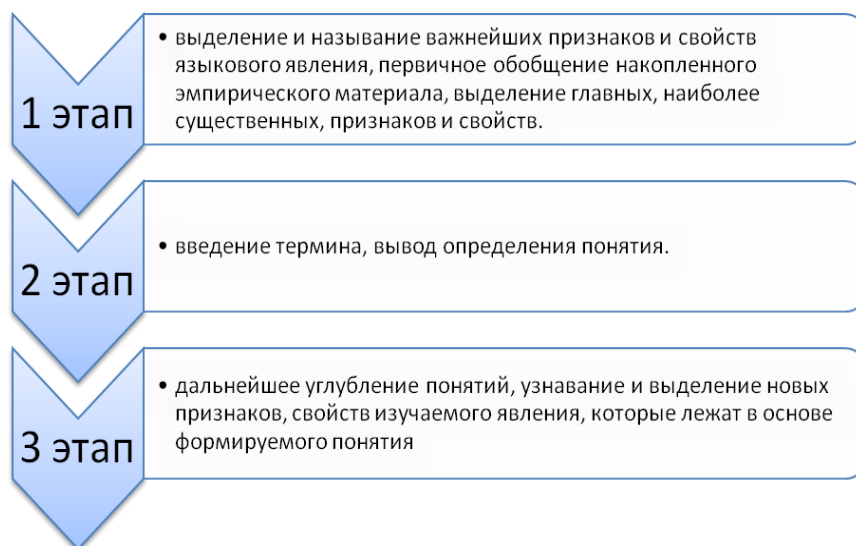 1 этап
• выделение и называние важнейших признаков и свойств
языкового явления, первичное обобщение накопленного
эмпирического материала, выделение главных, наиболее
существенных, признаков и свойств.
2 этап
• введение термина, вывод определения понятия.
3 этап
• дальнейшее углубление понятий, узнавание и выделение новых
признаков, свойств изучаемого явления, которые лежат в основе
формируемого понятия